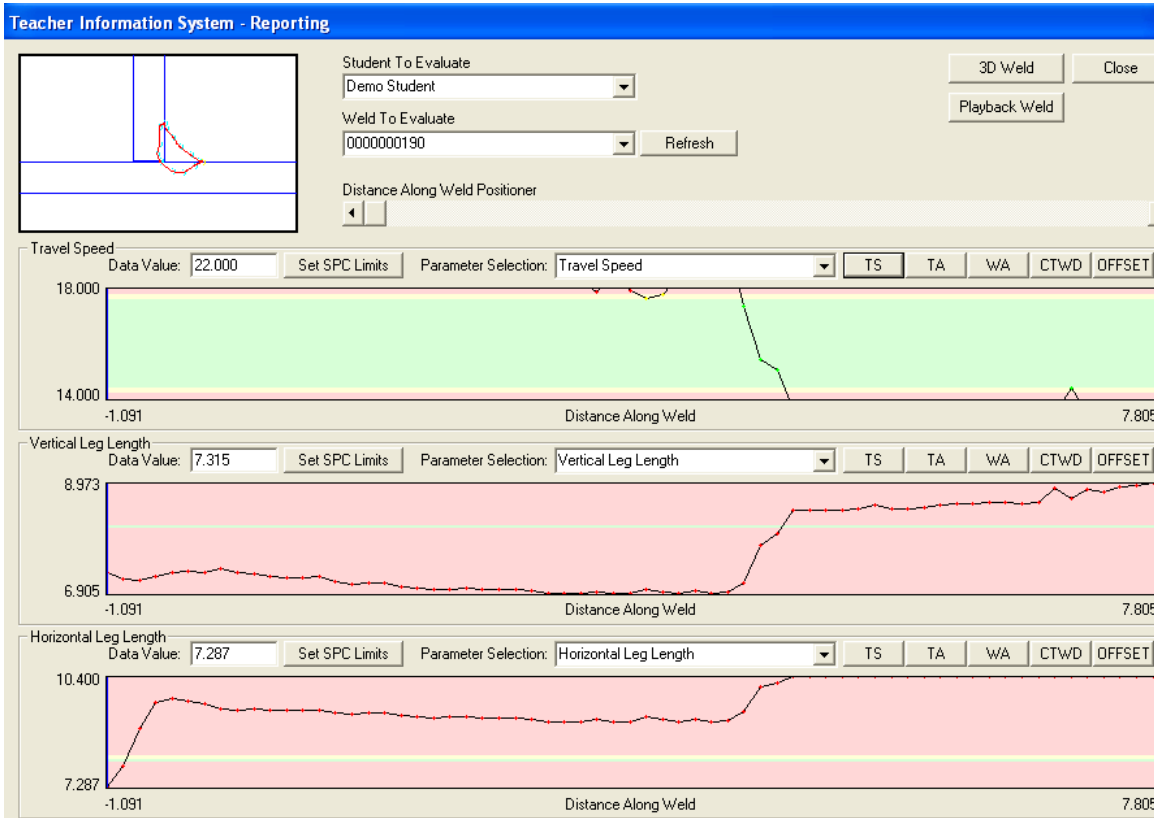 Teacher Information System - Reporting
Student To Evaluate
Demo Student
3D Weld Close
Weld To Evaluate
Playback Weld
0000000190 Refresh
Distance Along Weld Positioner
Travel Speed
Data Value: 22.000 Set SPC Limits Parameter Selection: Travel Speed TS TA WA CTWD OFFSET
18.000
14.000
-1.091 Distance Along Weld 7.805
Vertical Leg Length
Data Value: 7.315 Set SPC Limits Parameter Selection: Vertical Leg Length TS TA WA CTWD OFFSET
8.973
6.905
-1.091 Distance Along Weld 7.805
Horizontal Leg Length
Data Value: 7.287 Set SPC Limits Parameter Selection: Horizontal Leg Length TS TA WA CTWD OFFSET
10.400
7.287
-1.091 Distance Along Weld 7.805